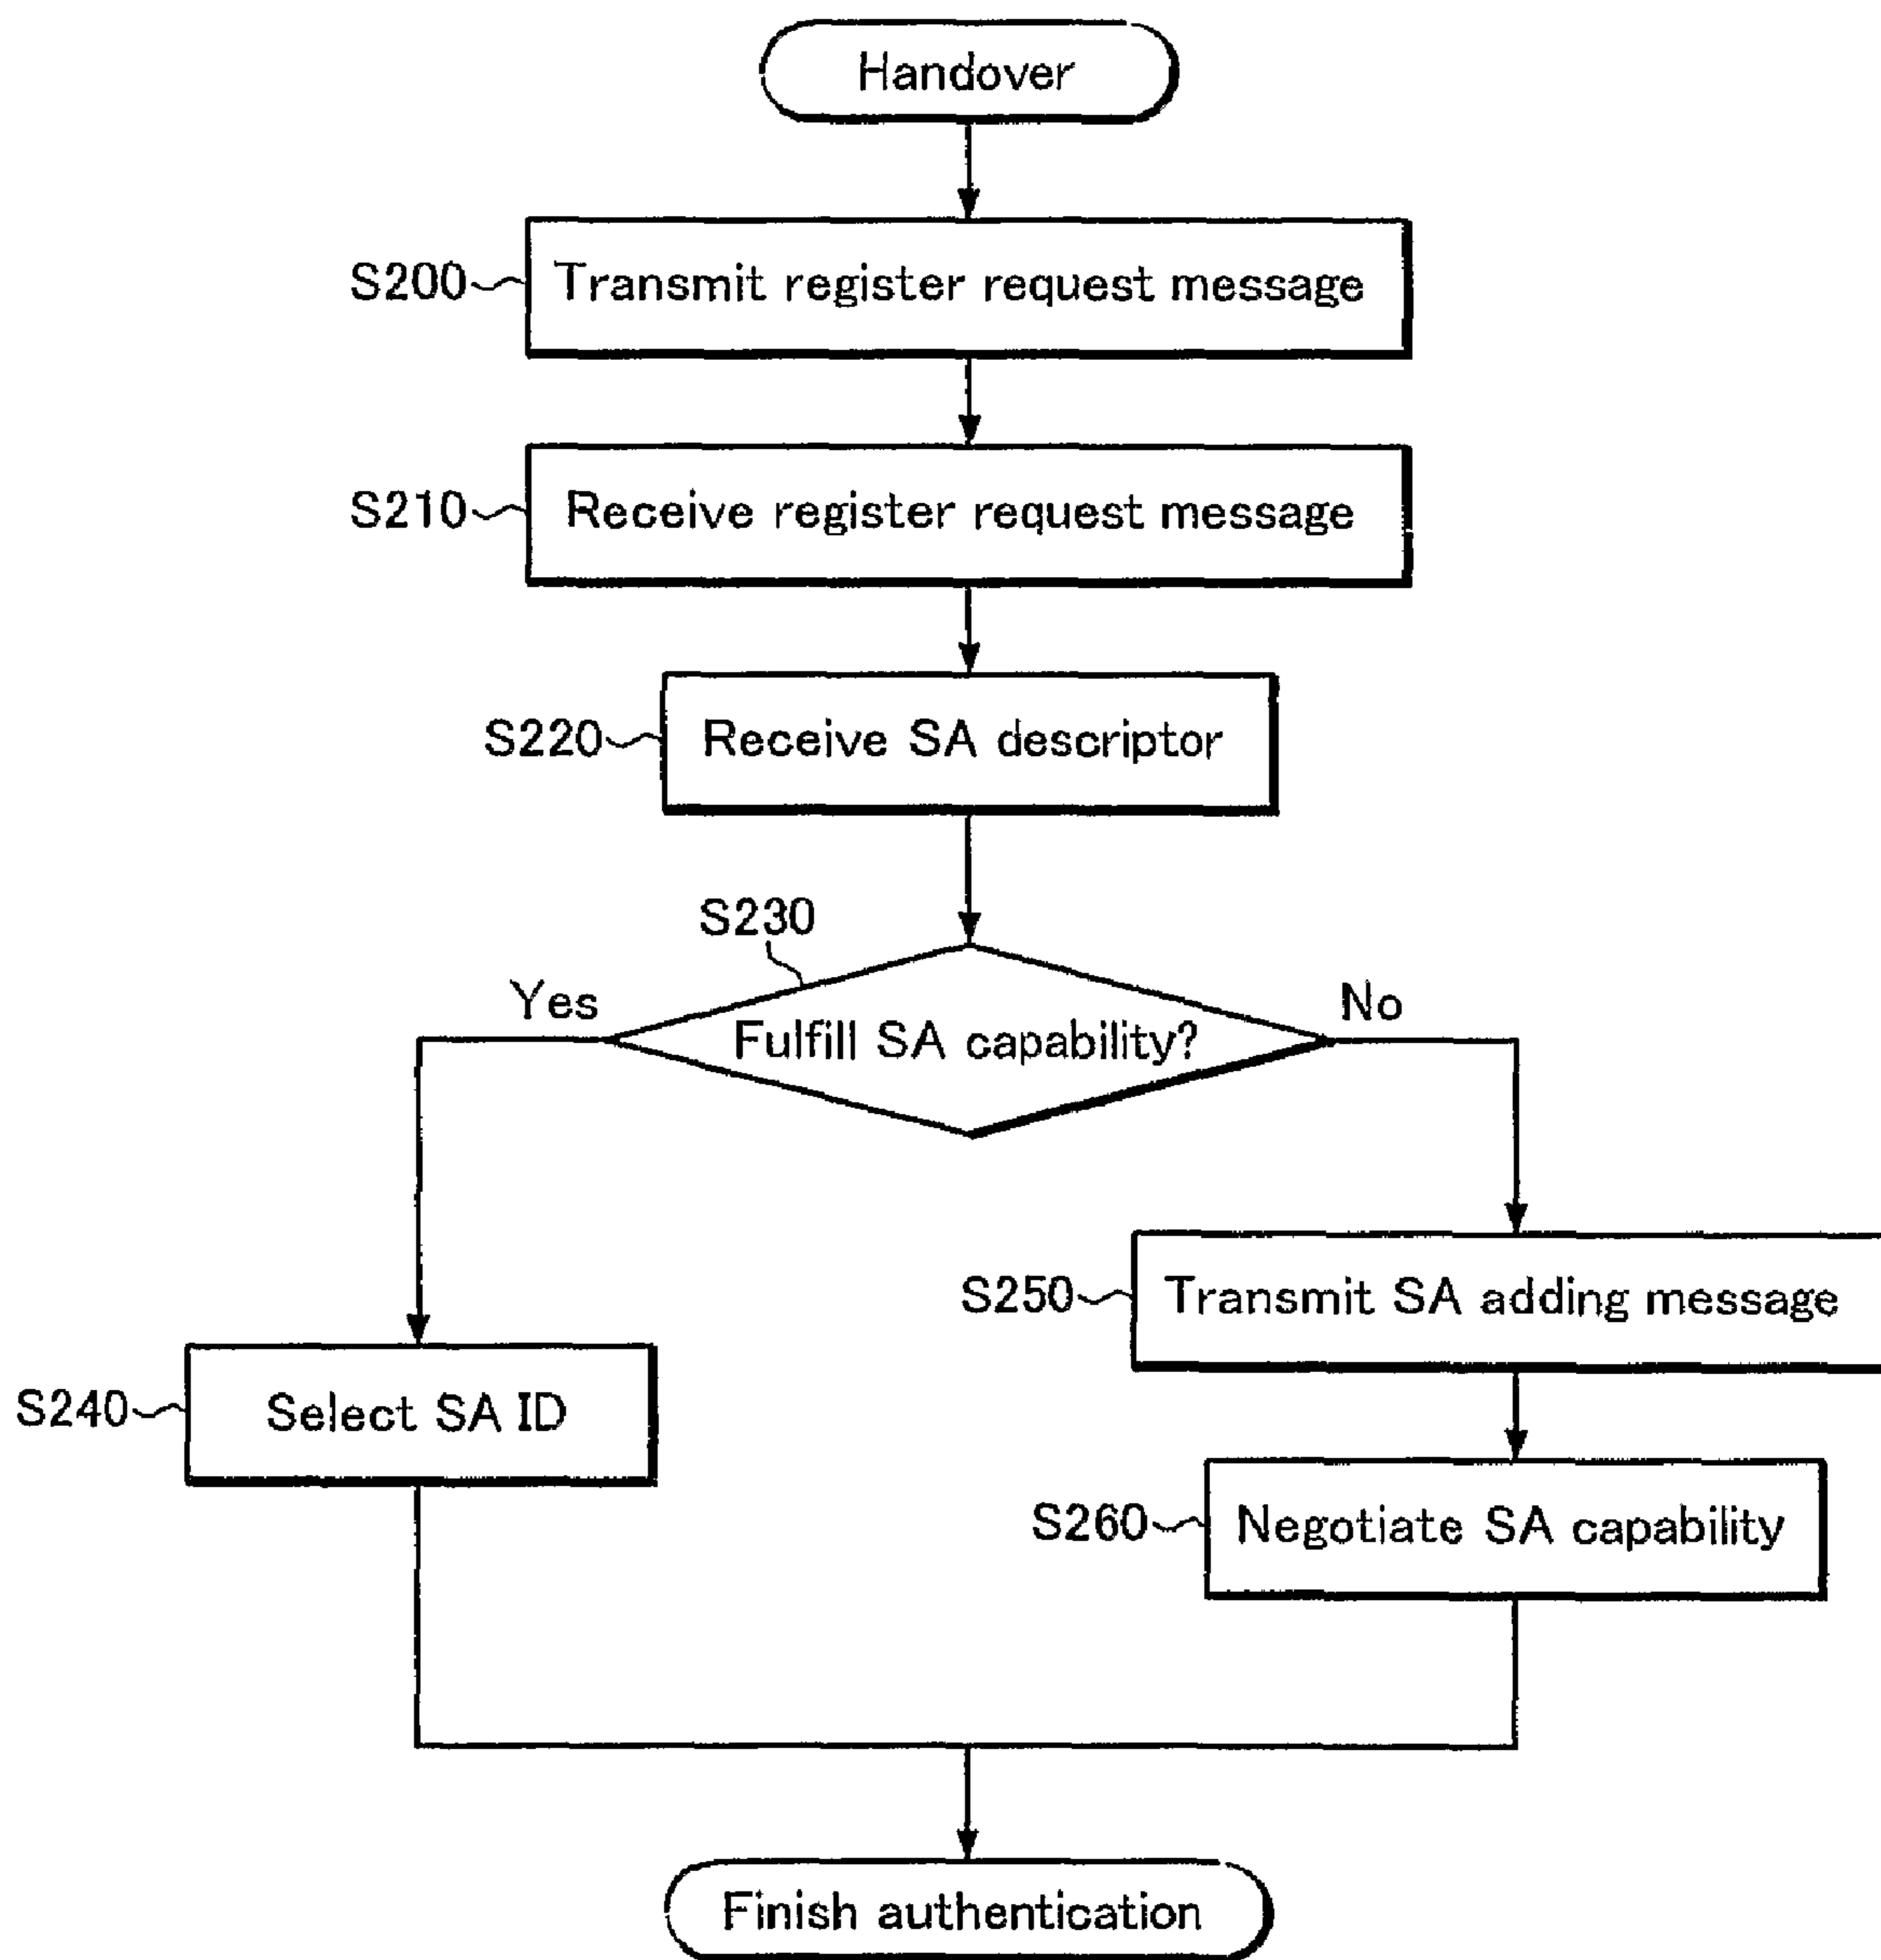 Handover
S200 Transmit register request message
S210 Receive register request message
S220 Receive SA descriptor
S230
Yes
No
Fulfill SA capability?
S250 Transmit SA adding message
S240 Select SA ID
S260 Negotiate SA capability
Finish authentication